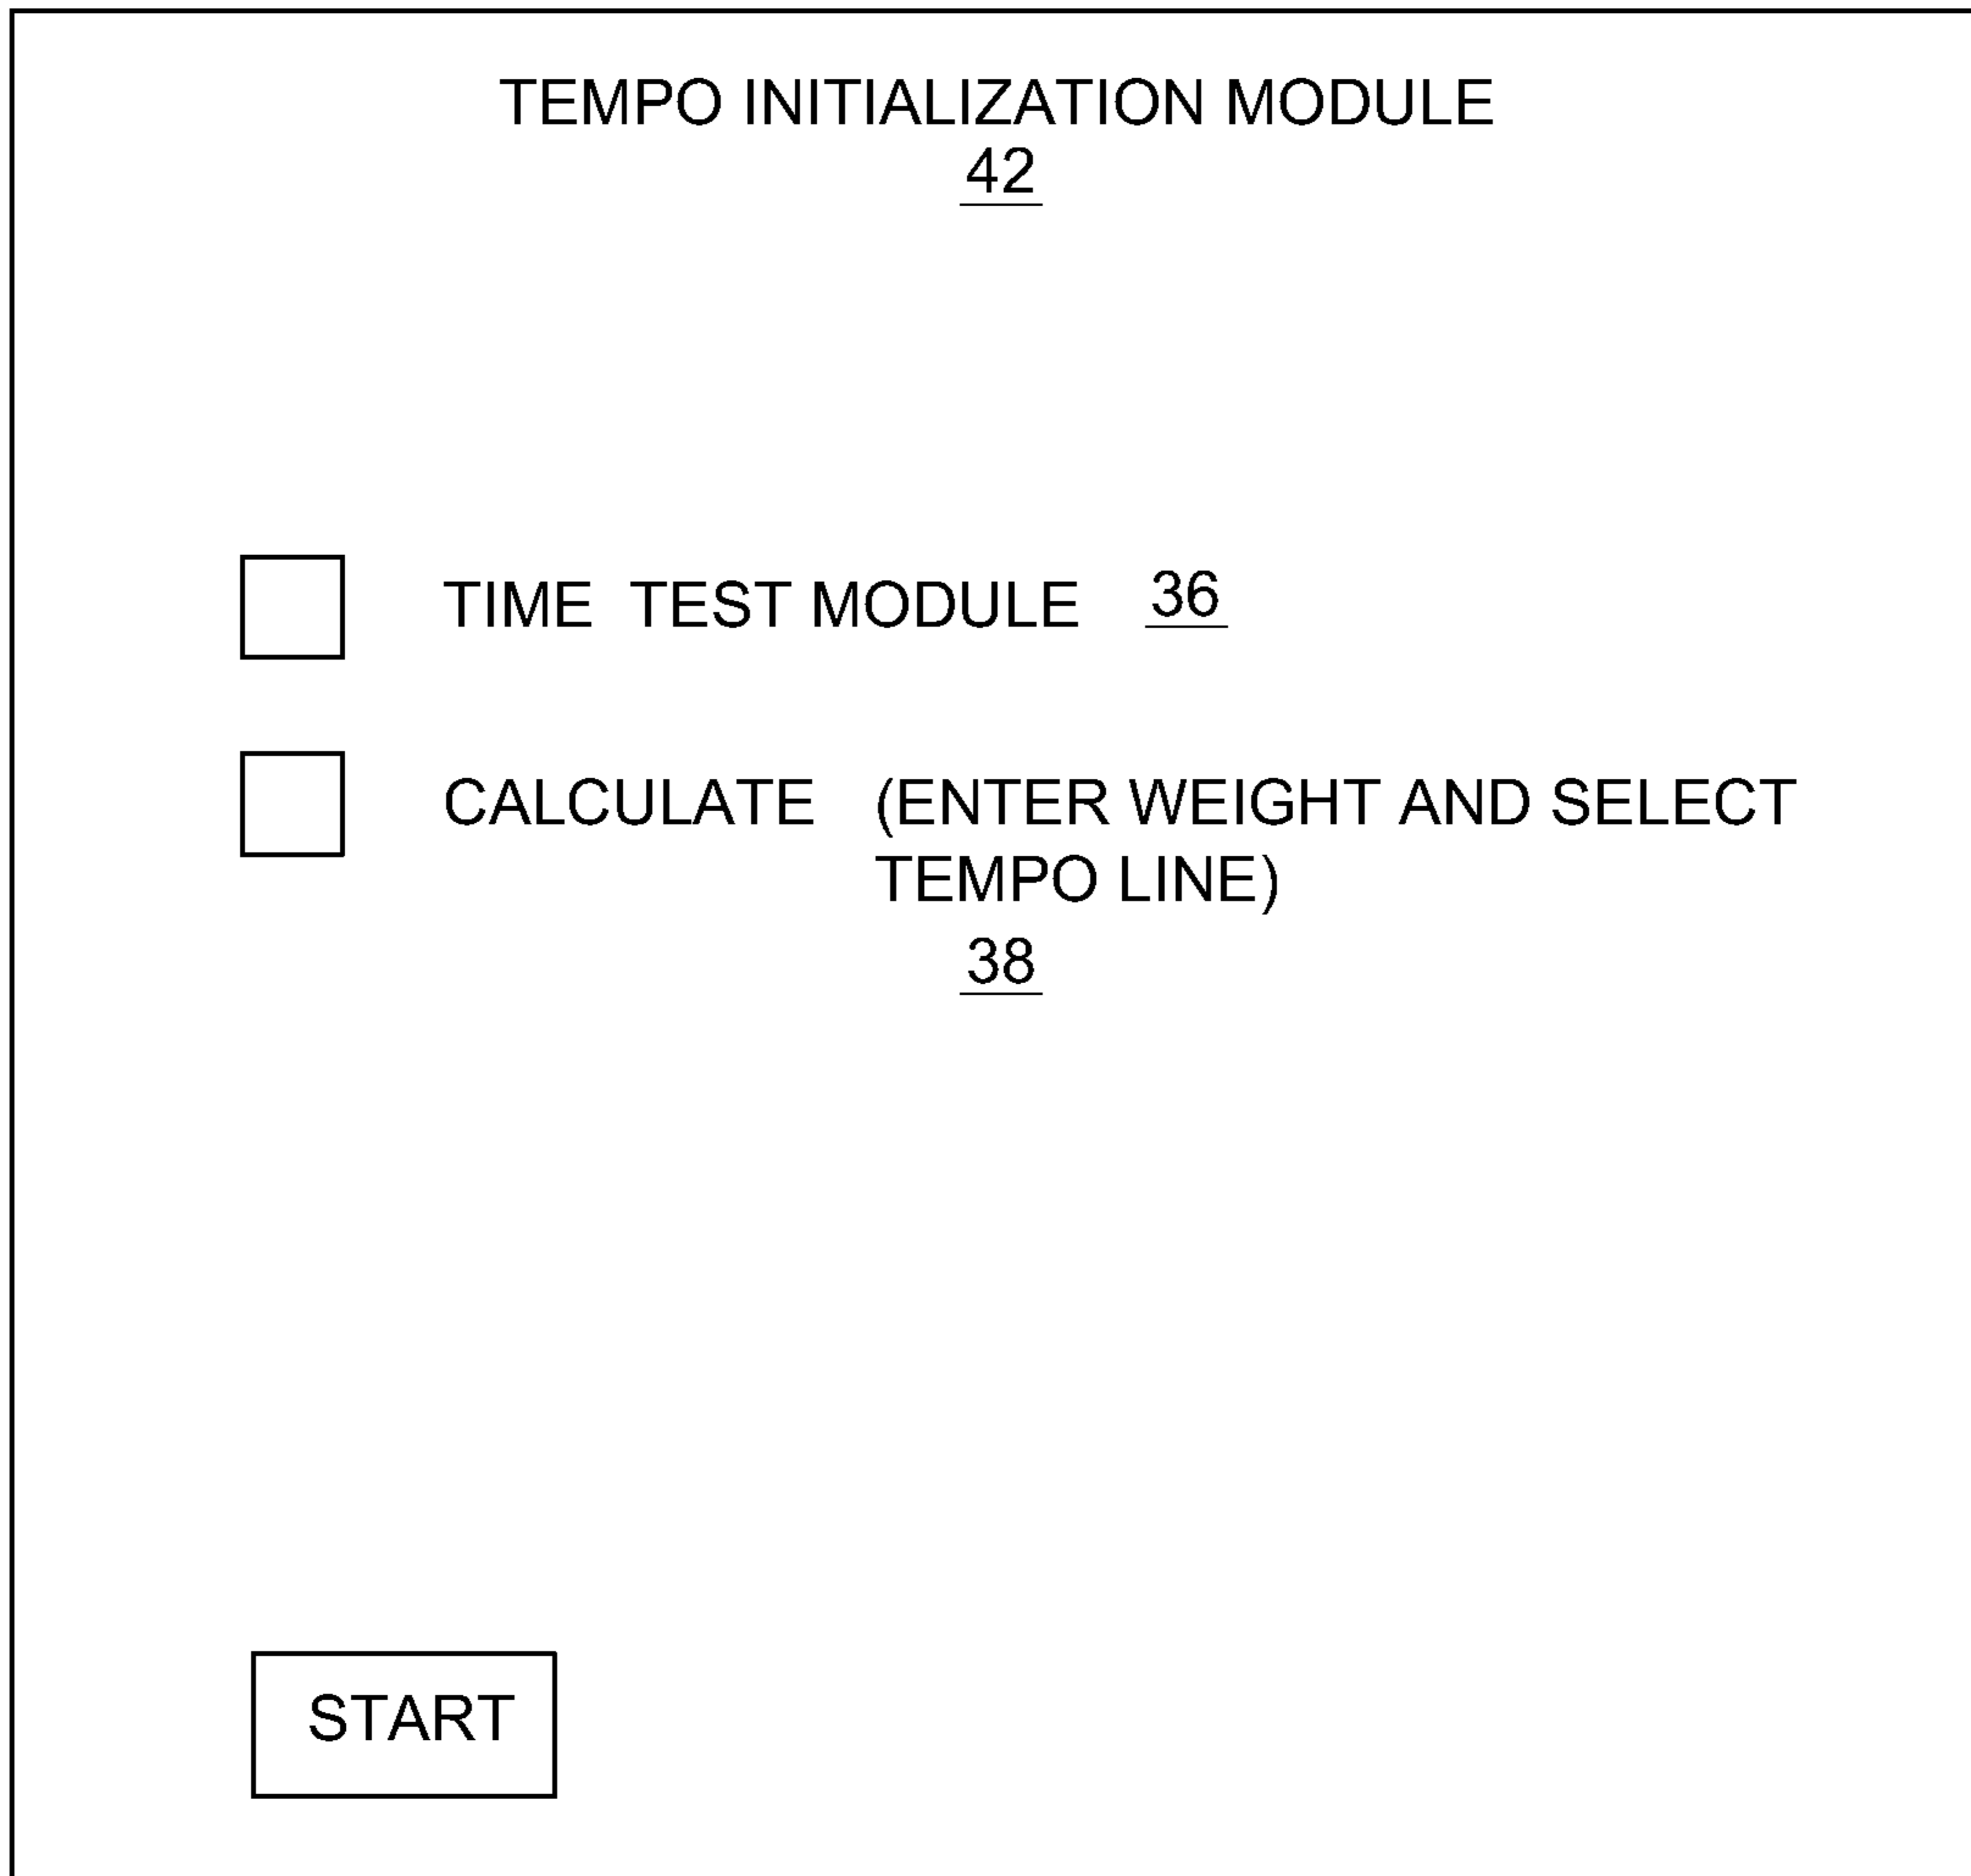 TEMPO INITIALIZATION MODULE
42
TIME TEST MODULE 36
CALCULATE (ENTER WEIGHT AND SELECT
TEMPO LINE)
38
START